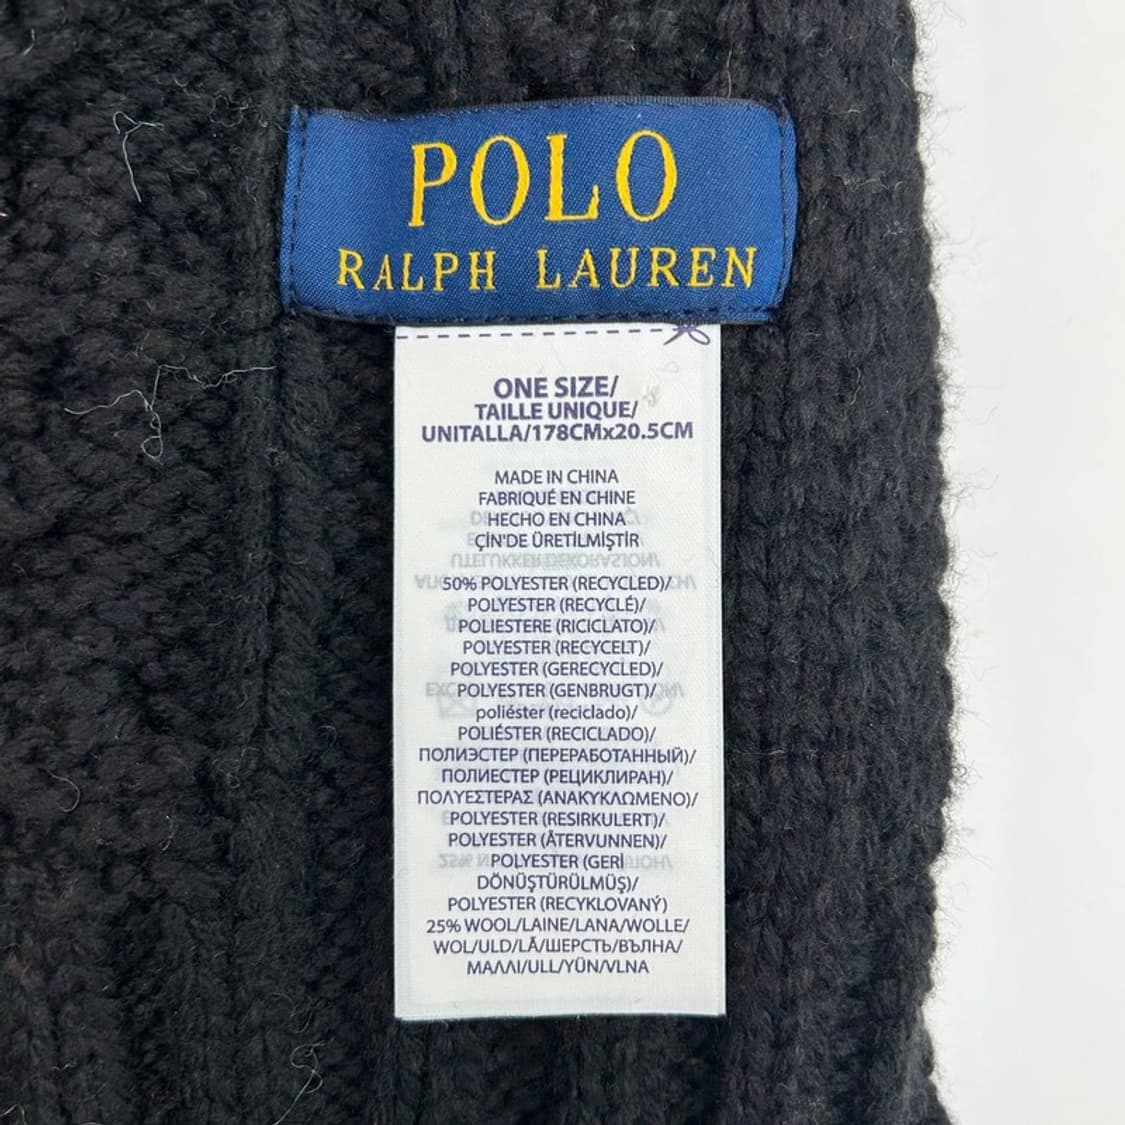 POLO
RALPH LAUREN
ONE SIZE/
TAILLE UNIQUE/
UNITALLA/178CMx20.5CM
MADE IN CHINA
FABRIQUÉ EN CHINE
HECHO EN CHINA
ÇİN'DE ÜRETİLMİŞTİR
50% POLYESTER (RECYCLED)/
POLYESTER (RECYCLÉ)/
POLIESTERE (RICICLATO)/
POLYESTER (RECYCELT)/
POLYESTER (GERECYCLED)/
POLYESTER (GENBRUGT)/
poliéster (reciclado)/
POLIÉSTER (RECICLADO)/
ПОЛИЭСТЕР (ПЕРЕРАБОТАННЫЙ)/
ПОЛИЕСТЕР (РЕЦИКЛИРАН)/
ΠΟΛΥΕΣΤΕΡΑΣ (ΑΝΑΚΥΚΛΩΜΕΝΟ)/
POLYESTER (RESIRKULERT)/
POLYESTER (ÅTERVUNNEN)/
POLYESTER (GERİ
DÖNÜŞTÜRÜLMÜŞ)/
POLYESTER (RECYKLOVANÝ)
25% WOOL/LAINE/LANA/WOLLE/
WOL/ULD/LÃ/ШЕРСТЬ/ВЪЛНА/
ΜΑΛΛΙ/ULL/YÜN/VLNA